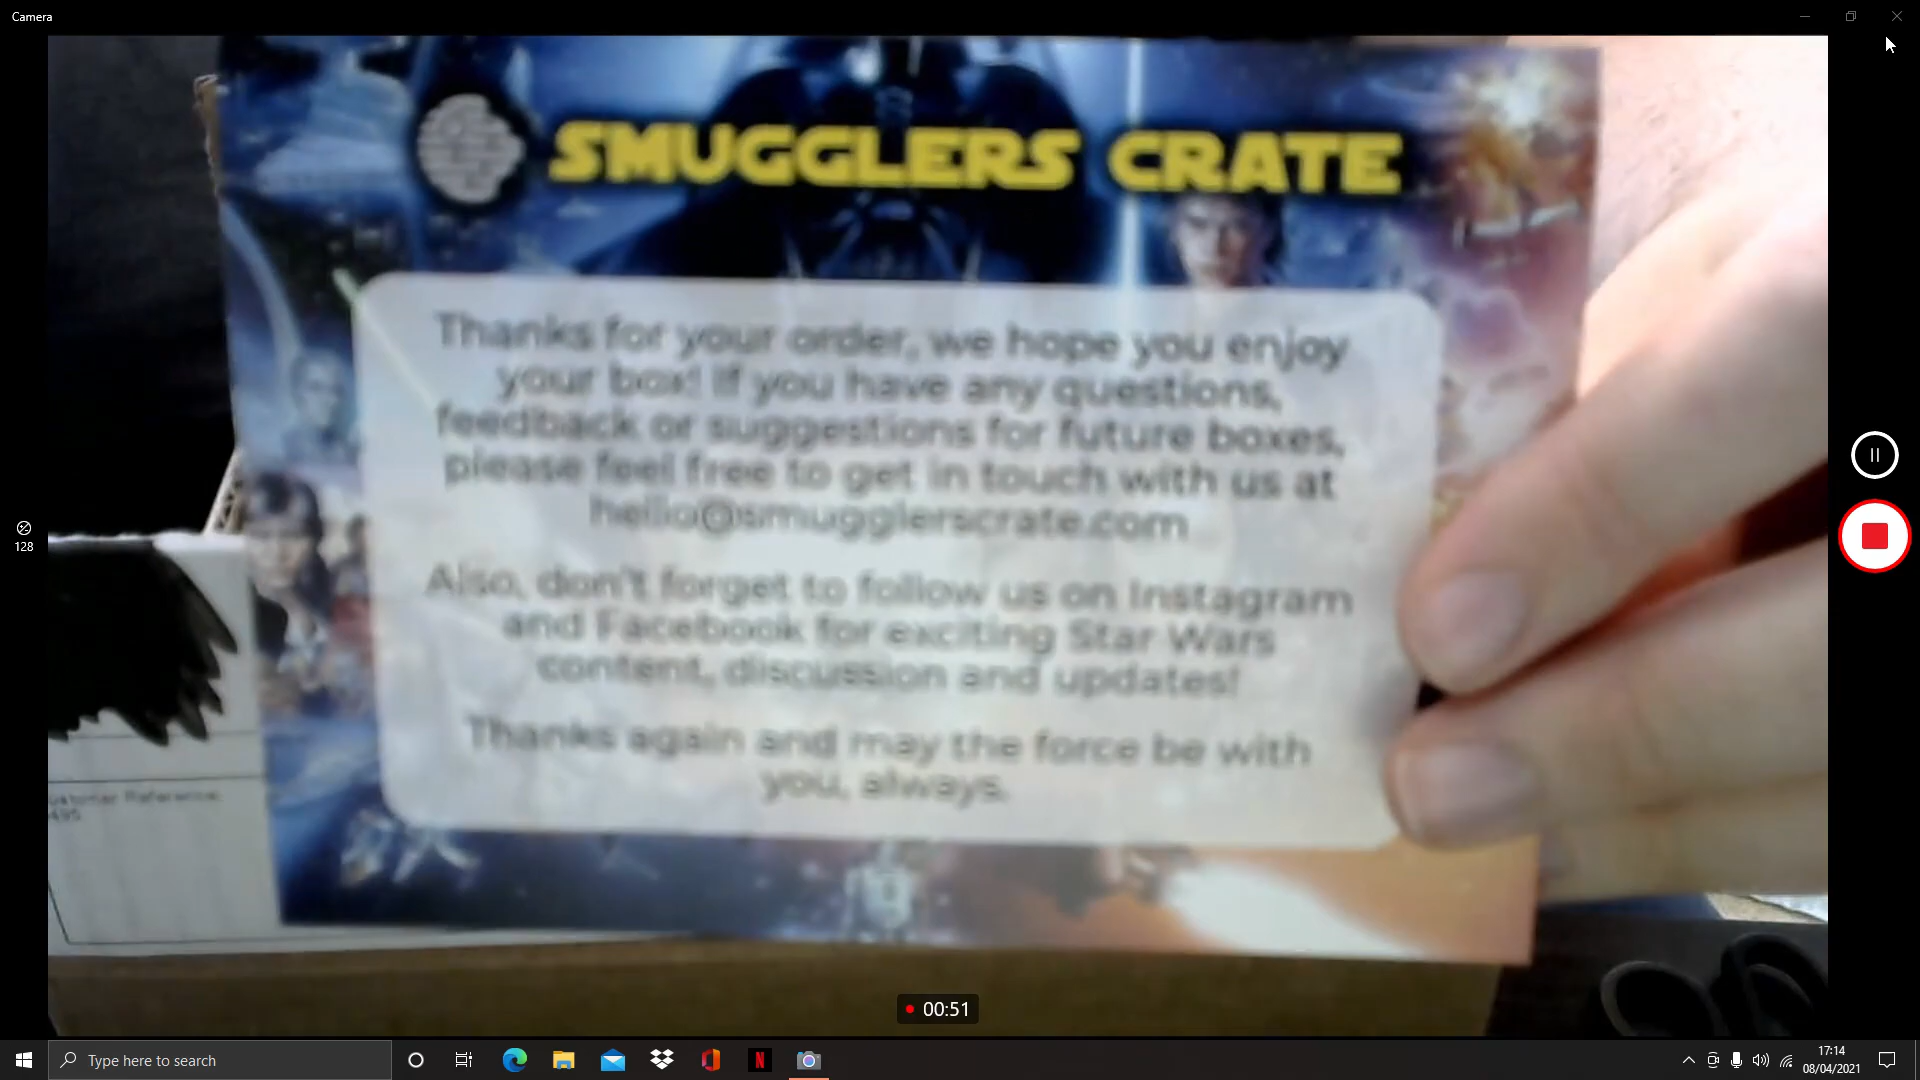 Camera
SMUGGLERS CRATE
Thanks for your order, we hope you enjoy
your box! If you have any questions,
feedback or suggestions for future boxes,
please feel free to get in touch with us at
hello@smugglerscrate.com
Also, don't forget to follow us on Instagram
and Facebook for exciting Star Wars
content, discussion and updates!
Thanks again and may the force be with
you, always.
128
ustomer Reference:
495
00:51
Type here to search
17:14
08/04/2021